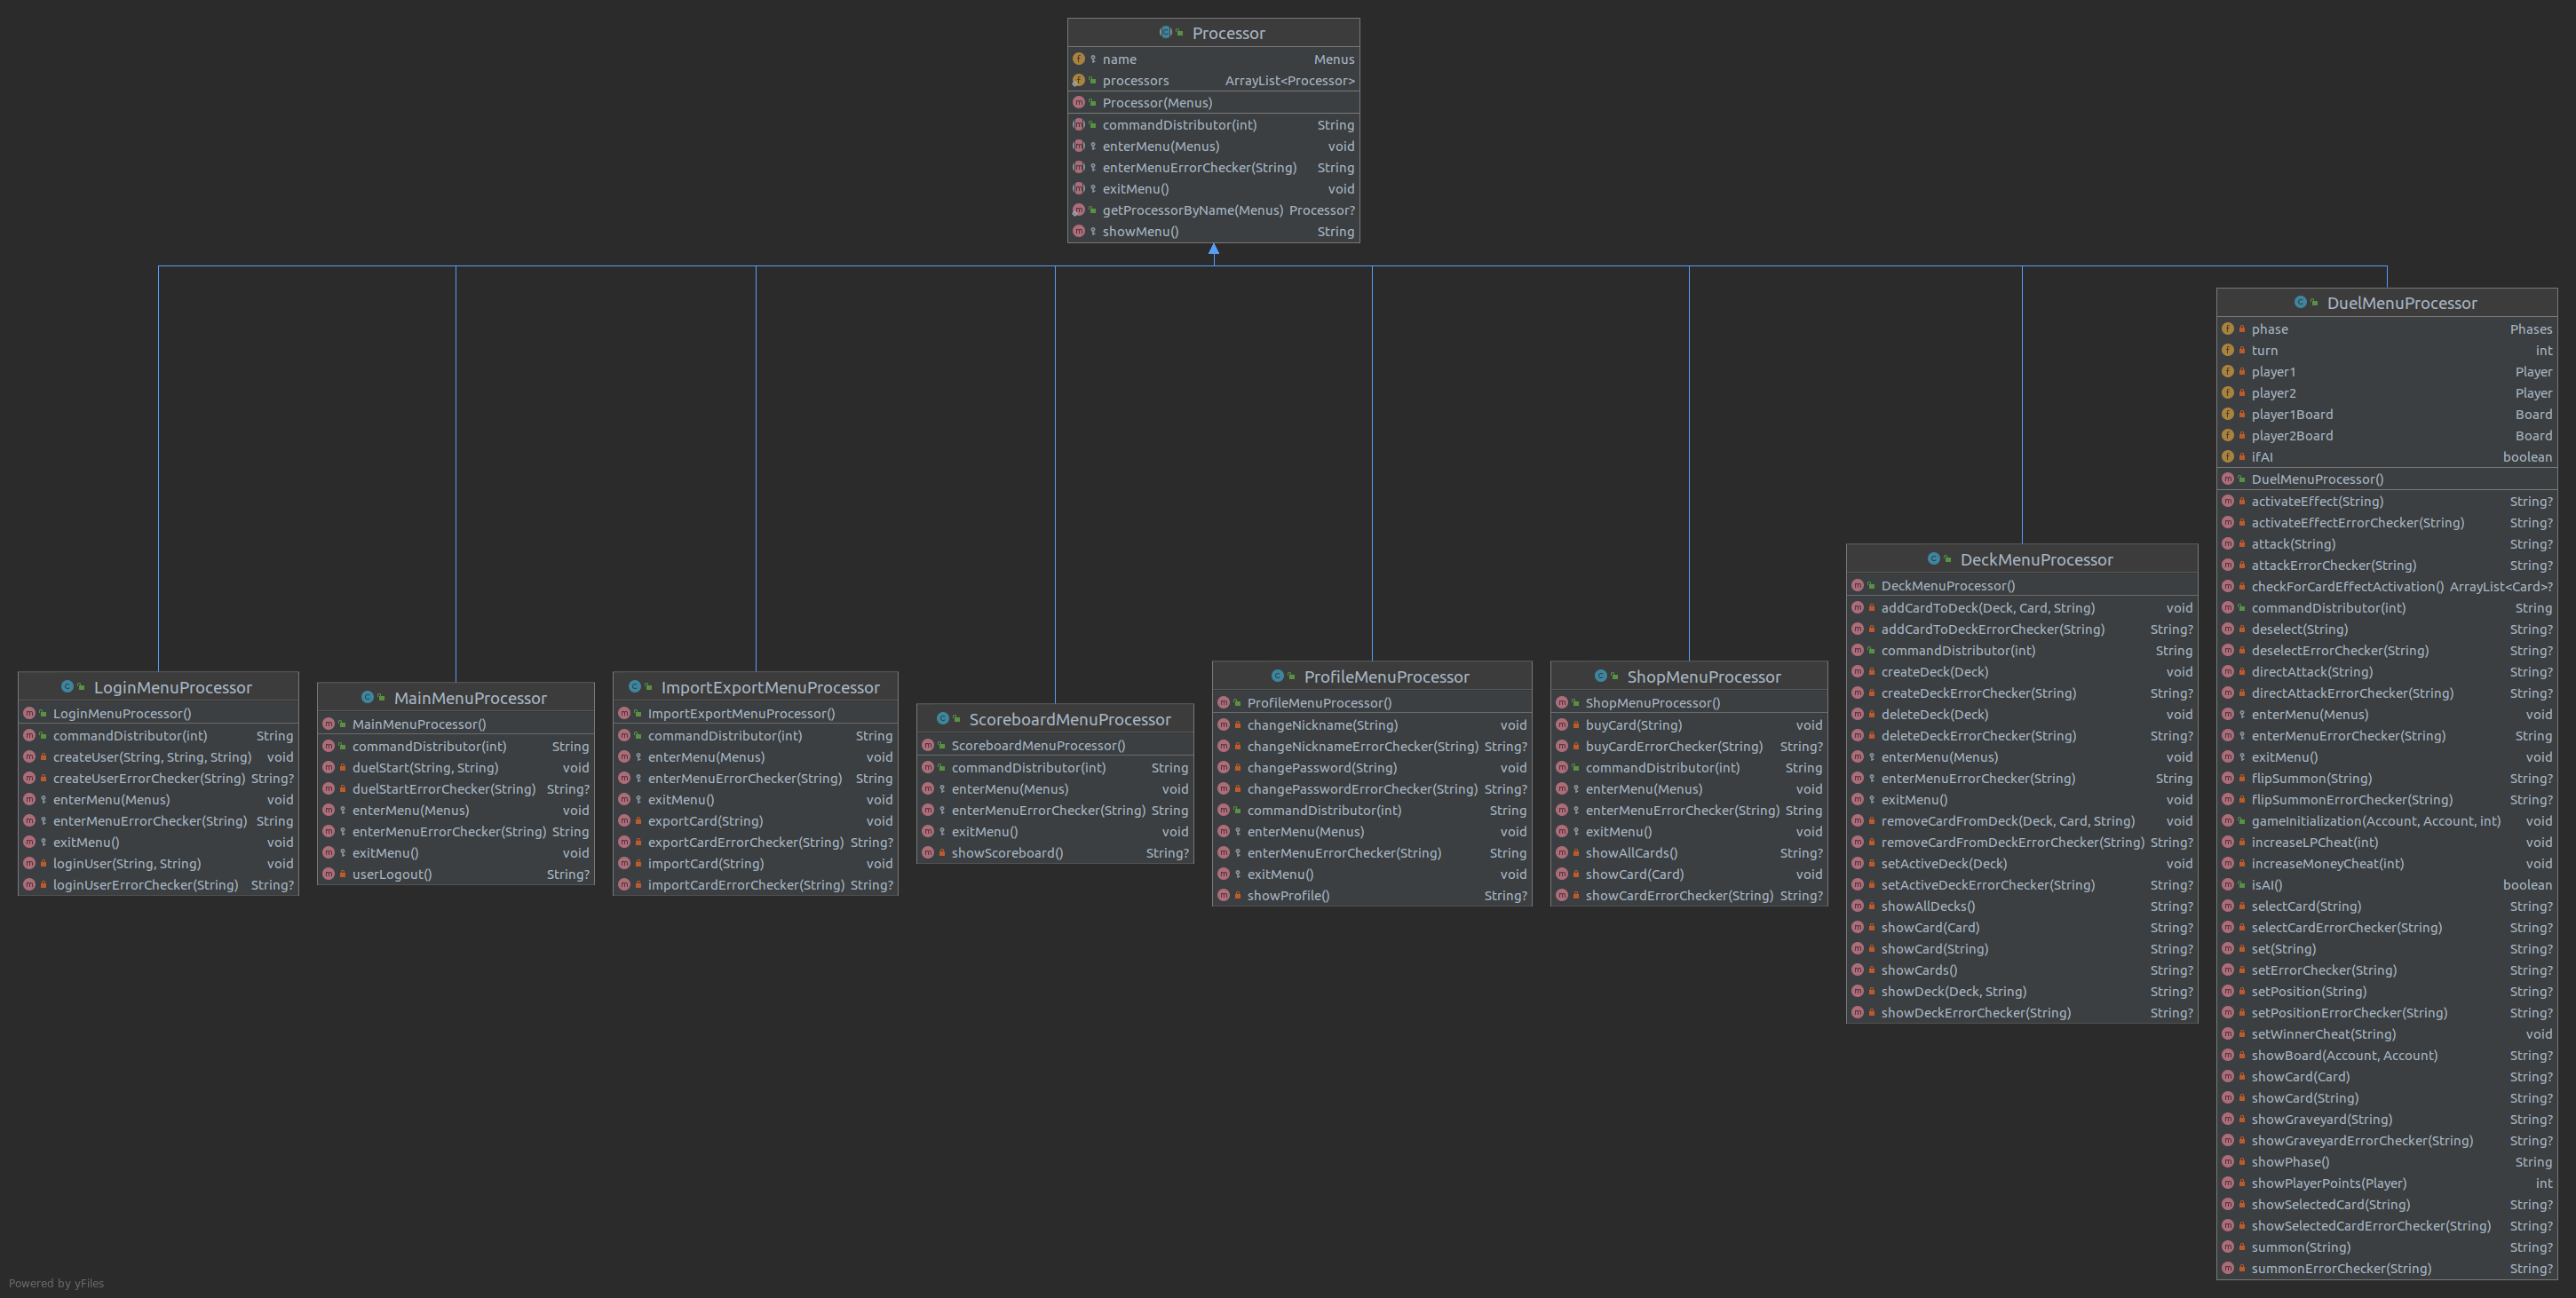 Processor
name Menus
processors ArrayList<Processor>
Processor(Menus)
commandDistributor(int) String
enterMenu(Menus) void
enterMenuErrorChecker(String) String
exitMenu() void
getProcessorByName(Menus) Processor?
showMenu() String
LoginMenuProcessor
LoginMenuProcessor()
commandDistributor(int) String
createUser(String, String, String) void
createUserErrorChecker(String) String?
enterMenu(Menus) void
enterMenuErrorChecker(String) String
exitMenu() void
loginUser(String, String) void
loginUserErrorChecker(String) String?
MainMenuProcessor
MainMenuProcessor()
commandDistributor(int) String
duelStart(String, String) void
duelStartErrorChecker(String) String?
enterMenu(Menus) void
enterMenuErrorChecker(String) String
exitMenu() void
userLogout() String?
ImportExportMenuProcessor
ImportExportMenuProcessor()
commandDistributor(int) String
enterMenu(Menus) void
enterMenuErrorChecker(String) String
exitMenu() void
exportCard(String) void
exportCardErrorChecker(String) String?
importCard(String) void
importCardErrorChecker(String) String?
ScoreboardMenuProcessor
ScoreboardMenuProcessor()
commandDistributor(int) String
enterMenu(Menus) void
enterMenuErrorChecker(String) String
exitMenu() void
showScoreboard() String?
ProfileMenuProcessor
ProfileMenuProcessor()
changeNickname(String) void
changeNicknameErrorChecker(String) String?
changePassword(String) void
changePasswordErrorChecker(String) String?
commandDistributor(int) String
enterMenu(Menus) void
enterMenuErrorChecker(String) String
exitMenu() void
showProfile() String?
ShopMenuProcessor
ShopMenuProcessor()
buyCard(String) void
buyCardErrorChecker(String) String?
commandDistributor(int) String
enterMenu(Menus) void
enterMenuErrorChecker(String) String
exitMenu() void
showAllCards() String?
showCard(Card) void
showCardErrorChecker(String) String?
DeckMenuProcessor
DeckMenuProcessor()
addCardToDeck(Deck, Card, String) void
addCardToDeckErrorChecker(String) String?
commandDistributor(int) String
createDeck(Deck) void
createDeckErrorChecker(String) String?
deleteDeck(Deck) void
deleteDeckErrorChecker(String) String?
enterMenu(Menus) void
enterMenuErrorChecker(String) String
exitMenu() void
removeCardFromDeck(Deck, Card, String) void
removeCardFromDeckErrorChecker(String) String?
setActiveDeck(Deck) void
setActiveDeckErrorChecker(String) String?
showAllDecks() String?
showCard(Card) String?
showCard(String) String?
showCards() String?
showDeck(Deck, String) String?
showDeckErrorChecker(String) String?
DuelMenuProcessor
phase Phases
turn int
player1 Player
player2 Player
player1Board Board
player2Board Board
ifAI boolean
DuelMenuProcessor()
activateEffect(String) String?
activateEffectErrorChecker(String) String?
attack(String) String?
attackErrorChecker(String) String?
checkForCardEffectActivation() ArrayList<Card>?
commandDistributor(int) String
deselect(String) String?
deselectErrorChecker(String) String?
directAttack(String) String?
directAttackErrorChecker(String) String?
enterMenu(Menus) void
enterMenuErrorChecker(String) String
exitMenu() void
flipSummon(String) String?
flipSummonErrorChecker(String) String?
gameInitialization(Account, Account, int) void
increaseLPCheat(int) void
increaseMoneyCheat(int) void
isAI() boolean
selectCard(String) String?
selectCardErrorChecker(String) String?
set(String) String?
setErrorChecker(String) String?
setPosition(String) String?
setPositionErrorChecker(String) String?
setWinnerCheat(String) void
showBoard(Account, Account) String?
showCard(Card) String?
showCard(String) String?
showGraveyard(String) String?
showGraveyardErrorChecker(String) String?
showPhase() String
showPlayerPoints(Player) int
showSelectedCard(String) String?
showSelectedCardErrorChecker(String) String?
summon(String) String?
summonErrorChecker(String) String?
Powered by yFiles